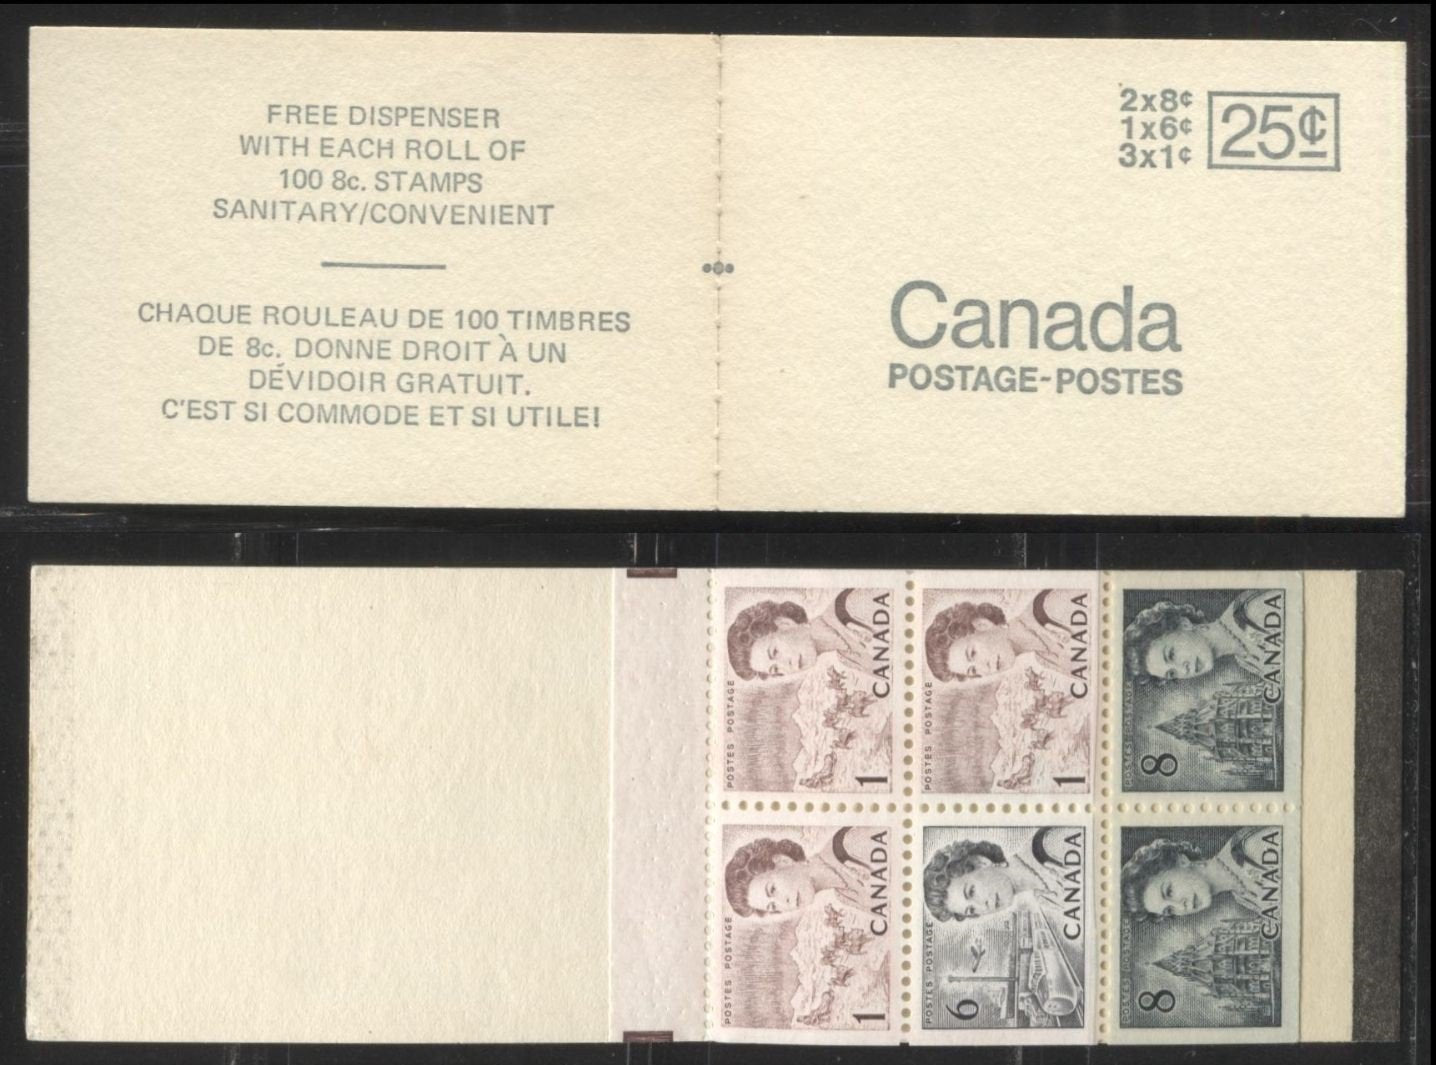 FREE DISPENSER
WITH EACH ROLL OF
100 8c. STAMPS
SANITARY/CONVENIENT
CHAQUE ROULEAU DE 100 TIMBRES
DE 8c. DONNE DROIT À UN
DÉVIDOIR GRATUIT.
C'EST SI COMMODE ET SI UTILE!
2x8¢
1x6¢
3x1¢
25¢
Canada
POSTAGE-POSTES
POSTES POSTAGE
CANADA
1
POSTES POSTAGE
CANADA
1
POSTES POSTAGE
CANADA
8
POSTES POSTAGE
CANADA
1
POSTES POSTAGE
CANADA
6
POSTES POSTAGE
CANADA
8